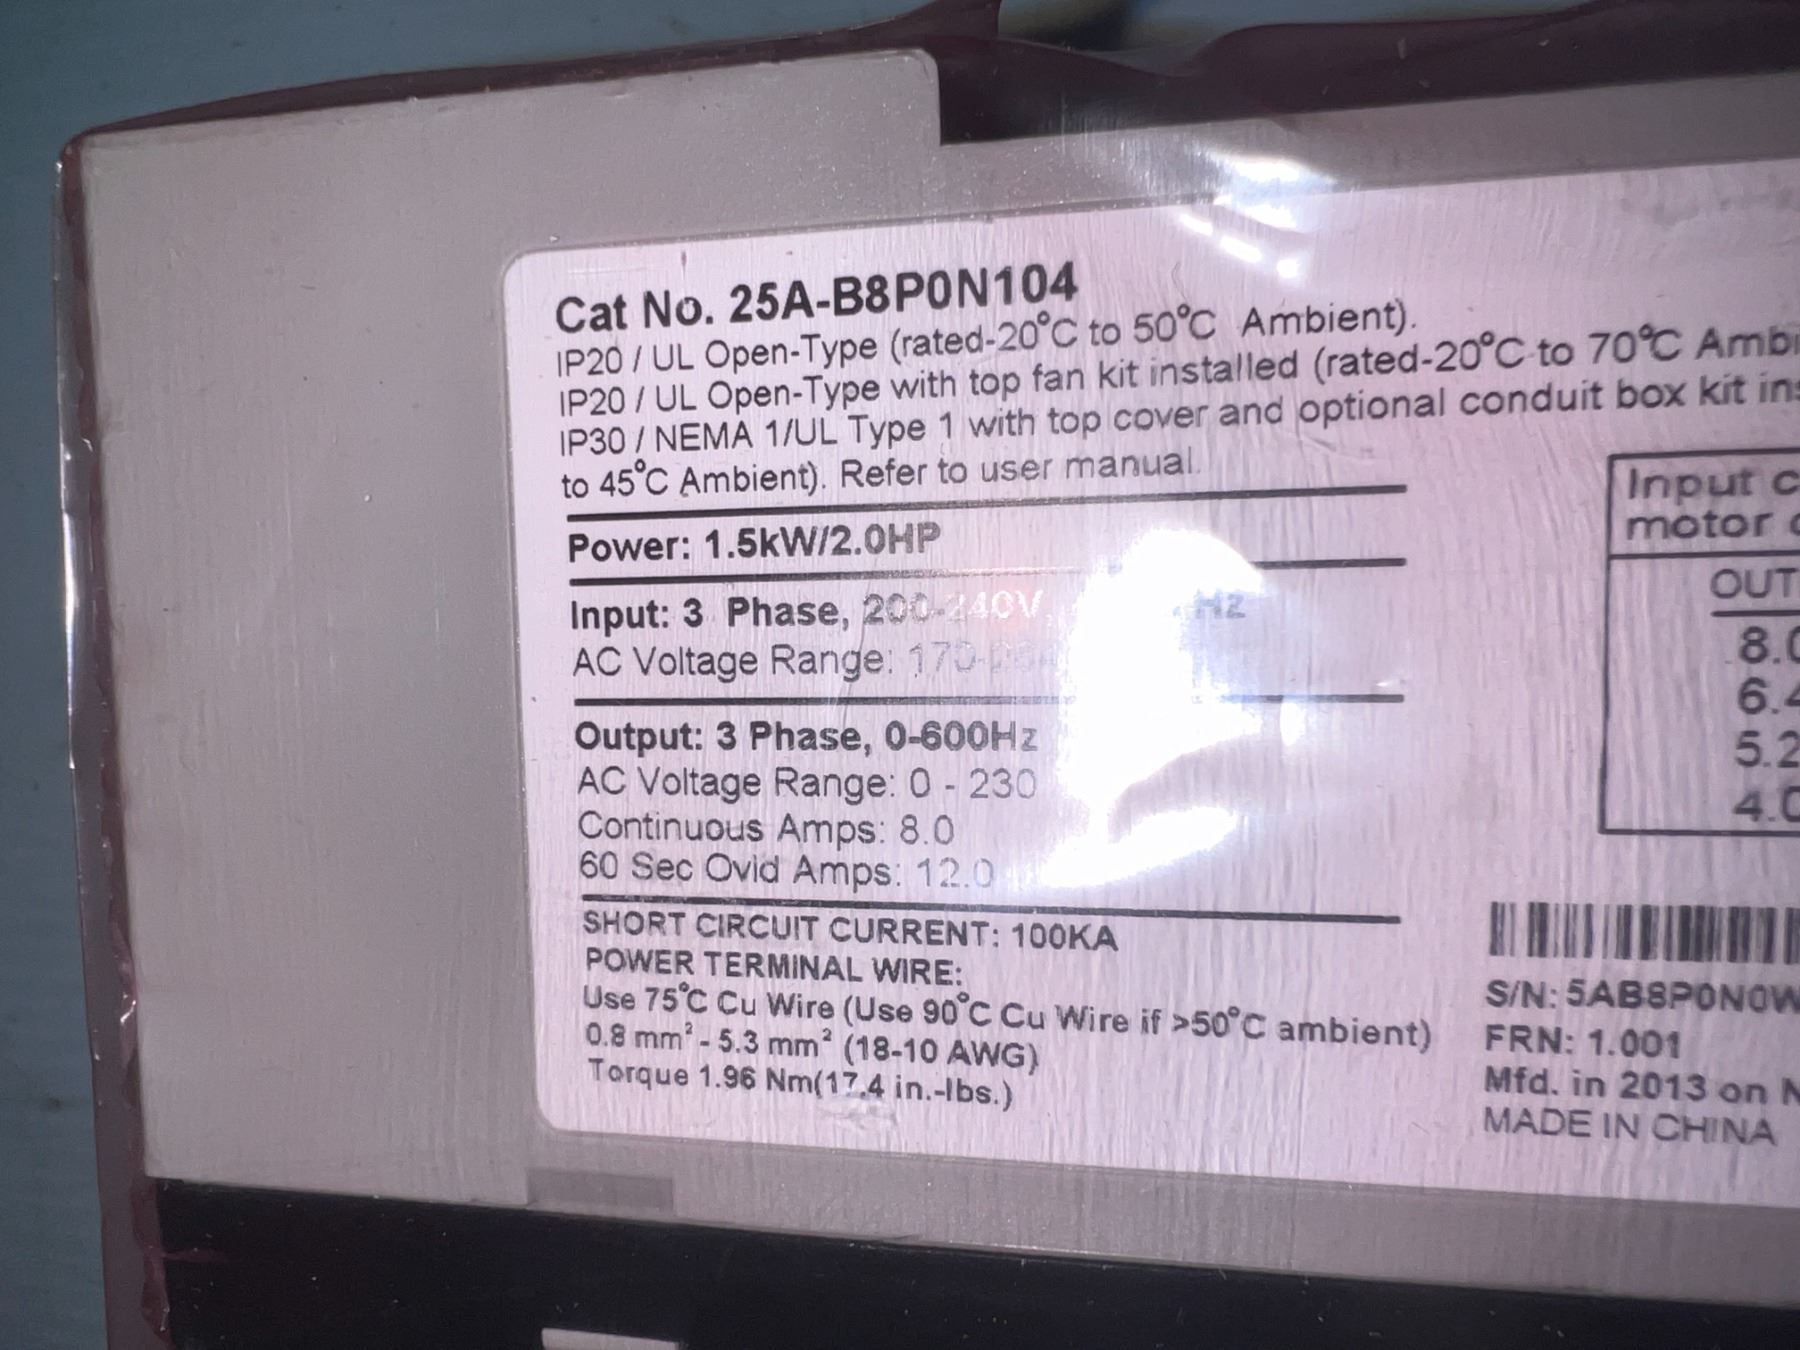 Cat No. 25A-B8P0N104
IP20 / UL Open-Type (rated-20°C to 50°C Ambient).
IP20 / UL Open-Type with top fan kit installed (rated-20°C to 70°C
IP30 / NEMA 1/UL Type 1 with top cover and optional conduit box kit
to 45°C Ambient). Refer to user manual.
Power: 1.5kW/2.0HP
Input: 3 Phase, 200-240V, Hz
AC Voltage Range:
Output: 3 Phase, 0-600Hz
AC Voltage Range: 0 - 230
Continuous Amps: 8.0
60 Sec Ovld Amps: 12.0
SHORT CIRCUIT CURRENT: 100KA
POWER TERMINAL WIRE:
Use 75°C Cu Wire (Use 90°C Cu Wire if >50°C ambient)
0.8 mm² - 5.3 mm² (18-10 AWG)
Torque 1.96 Nm(17.4 in.-lbs.)
Input
motor
OUT
8.0
6.4
5.2
4.0
S/N: 5AB8P0N0W
FRN: 1.001
Mfd. in 2013 on N
MADE IN CHINA